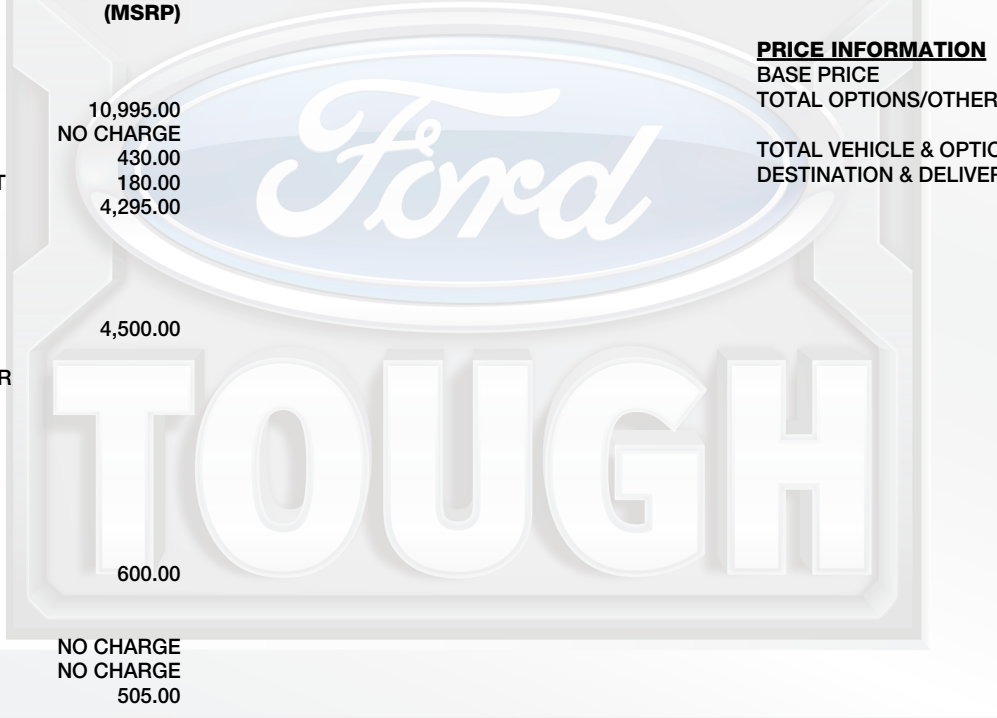 (MSRP)
10,995.00
NO CHARGE
430.00
T 180.00
4,295.00
4,500.00
R
600.00
NO CHARGE
NO CHARGE
505.00
PRICE INFORMATION
BASE PRICE
TOTAL OPTIONS/OTHER
TOTAL VEHICLE & OPTIO
DESTINATION & DELIVER
Ford
TOUGH